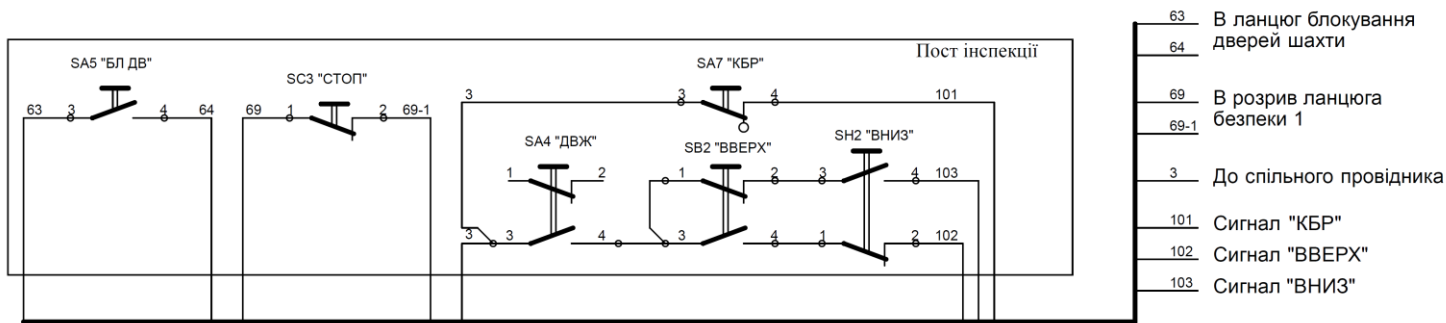 63 В ланцюг блокування
64 дверей шахти
Пост інспекції
SA5 "БЛ ДВ"
SC3 "СТОП"
SA7 "КБР"
63 3 4 64
69 1 2 69-1
3 3 4 101
69 В розрив ланцюга
69-1 безпеки 1
SA4 "ДВЖ"
SB2 "ВВЕРХ"
SH2 "ВНИЗ"
1 2 1 2 3 4 103
3 До спільного провідника
3 3 4 3 4 1 2 102
101 Сигнал "КБР"
102 Сигнал "ВВЕРХ"
103 Сигнал "ВНИЗ"